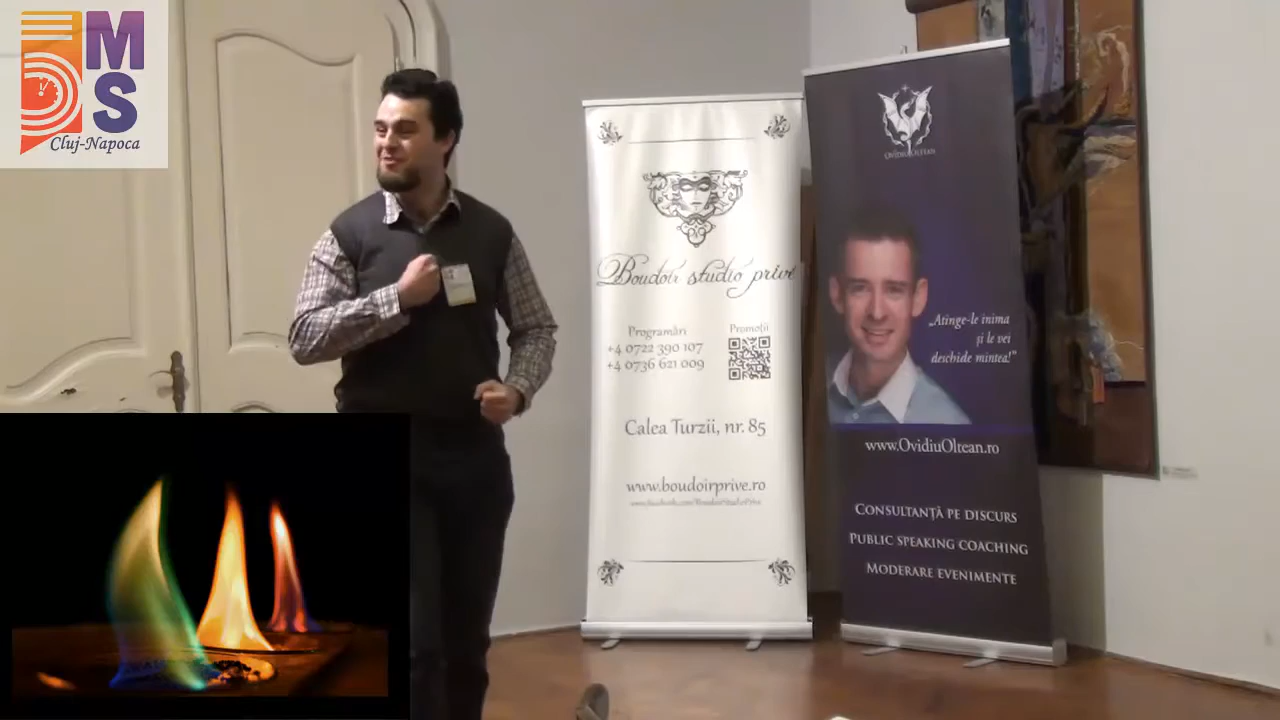 5MS
Cluj-Napoca
Boudoir studio privé
Programări
+4 0722 390 107
+4 0736 621 009
Promoții
Calea Turzii, nr. 85
www.boudoirprive.ro
OvidiuOltean
„Atinge-le inima
și le vei
deschide mintea!”
www.OvidiuOltean.ro
Consultanță pe discurs
Public speaking coaching
Moderare evenimente